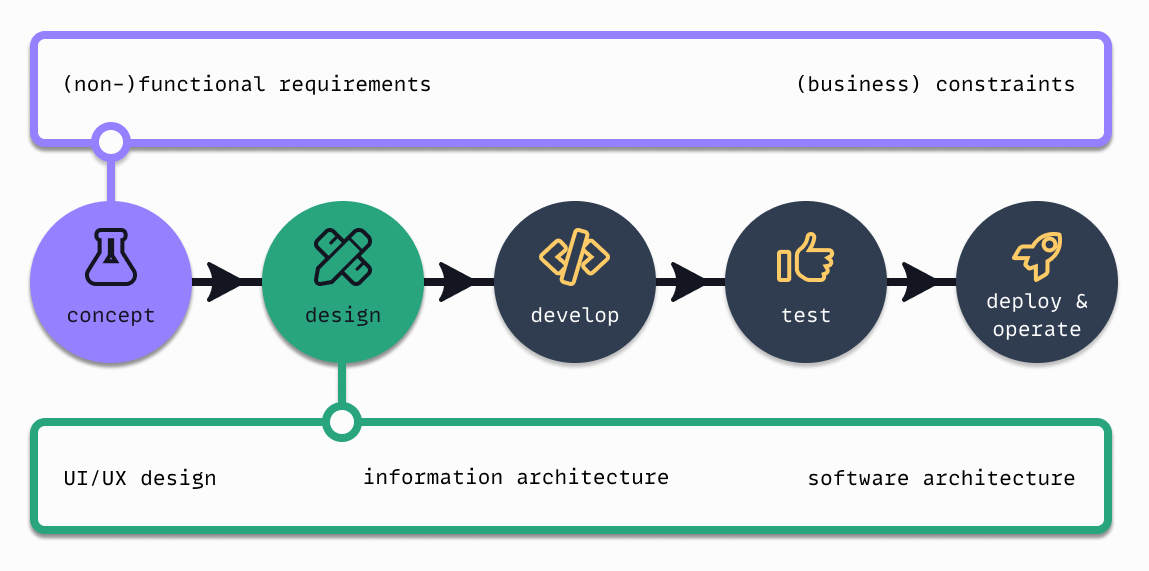 (non-)functional requirements
(business) constraints
concept
design
develop
test
deploy &
operate
UI/UX design
information architecture
software architecture